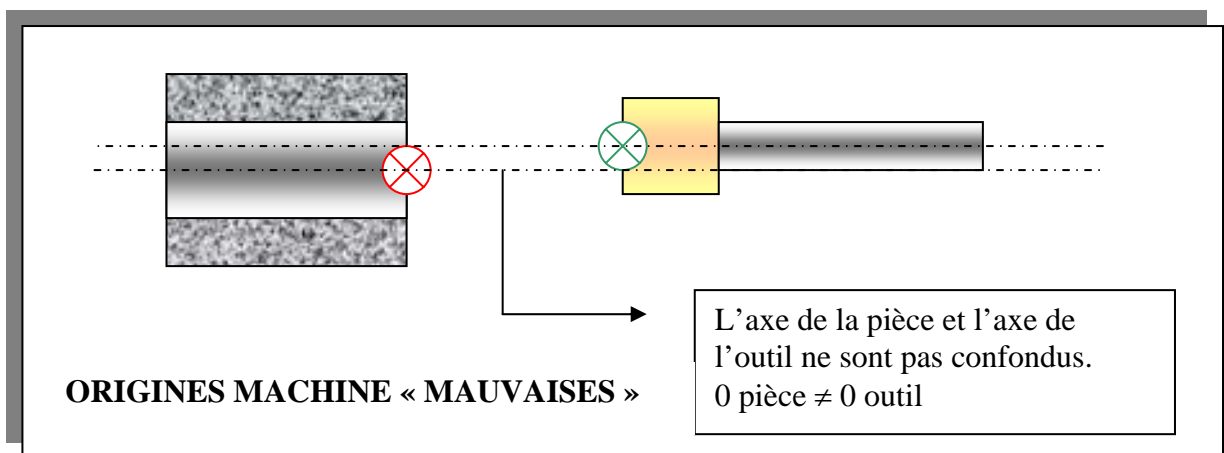 L’axe de la pièce et l’axe de
l’outil ne sont pas confondus.
0 pièce ≠ 0 outil
ORIGINES MACHINE « MAUVAISES »